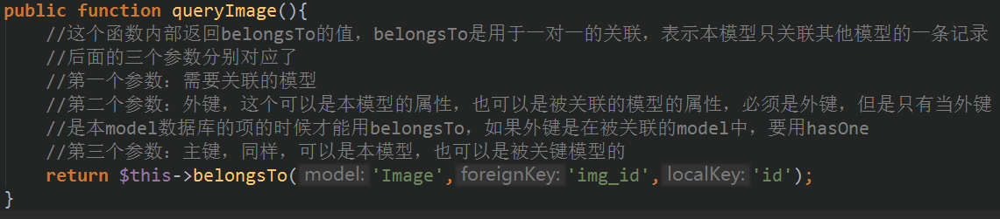 public function queryImage(){
//这个函数内部返回belongsTo的值，belongsTo是用于一对一的关联，表示本模型只关联其他模型的一条记录
//后面的三个参数分别对应了
//第一个参数：需要关联的模型
//第二个参数：外键，这个可以是本模型的属性，也可以是被关联的模型的属性，必须是外键，但是只有当外键
//是本model数据库的项的时候才能用belongsTo，如果外键是在被关联的model中，要用hasOne
//第三个参数：主键，同样，可以是本模型，也可以是被关键模型的
return $this->belongsTo( model: 'Image', foreignKey: 'img_id', localKey: 'id');
}